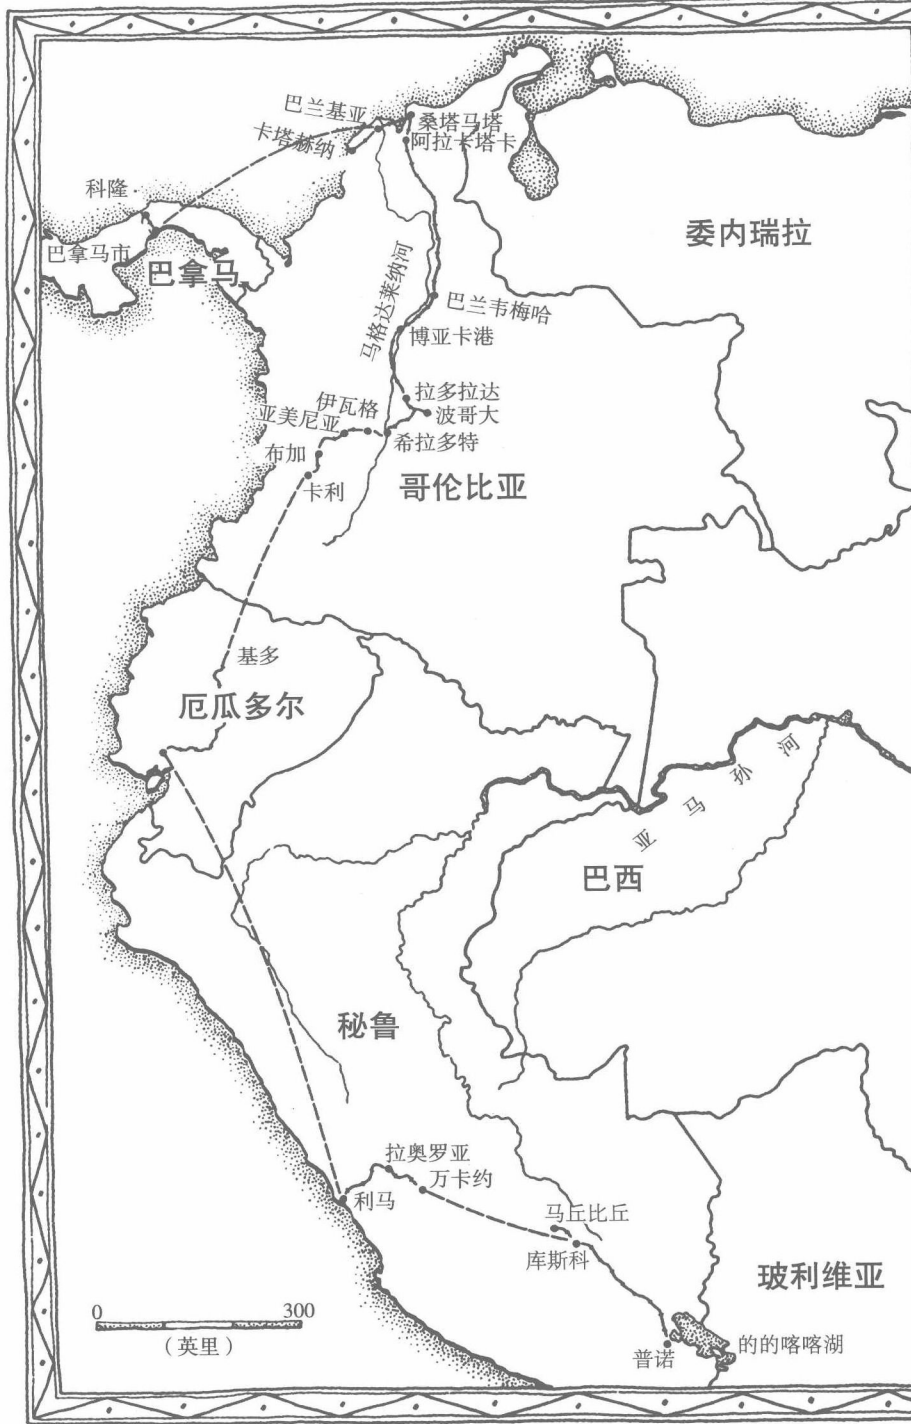 巴兰基亚
桑塔马塔
卡塔赫纳
阿拉卡塔卡
科隆
委内瑞拉
巴拿马市
巴拿马
马格达莱纳河
巴兰韦梅哈
博亚卡港
拉多拉达
伊瓦格
波哥大
亚美尼亚
希拉多特
布加
卡利
哥伦比亚
基多
厄瓜多尔
亚马孙河
巴西
秘鲁
拉奥罗亚
万卡约
利马
马丘比丘
库斯科
玻利维亚
0 300
（英里）
的的喀喀湖
普诺